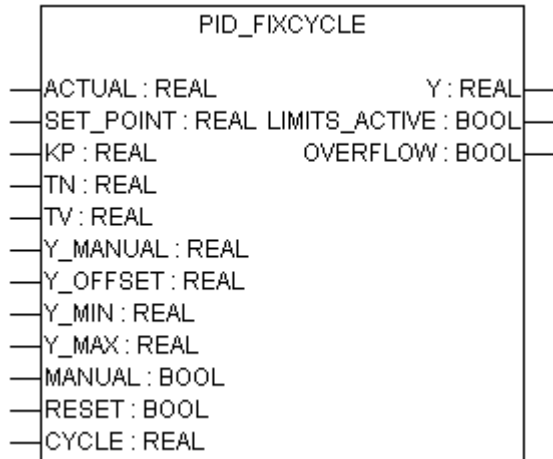 PID_FIXCYCLE
ACTUAL : REAL Y : REAL
SET_POINT : REAL LIMITS_ACTIVE : BOOL
KP : REAL OVERFLOW : BOOL
TN : REAL
TV : REAL
Y_MANUAL : REAL
Y_OFFSET : REAL
Y_MIN : REAL
Y_MAX : REAL
MANUAL : BOOL
RESET : BOOL
CYCLE : REAL